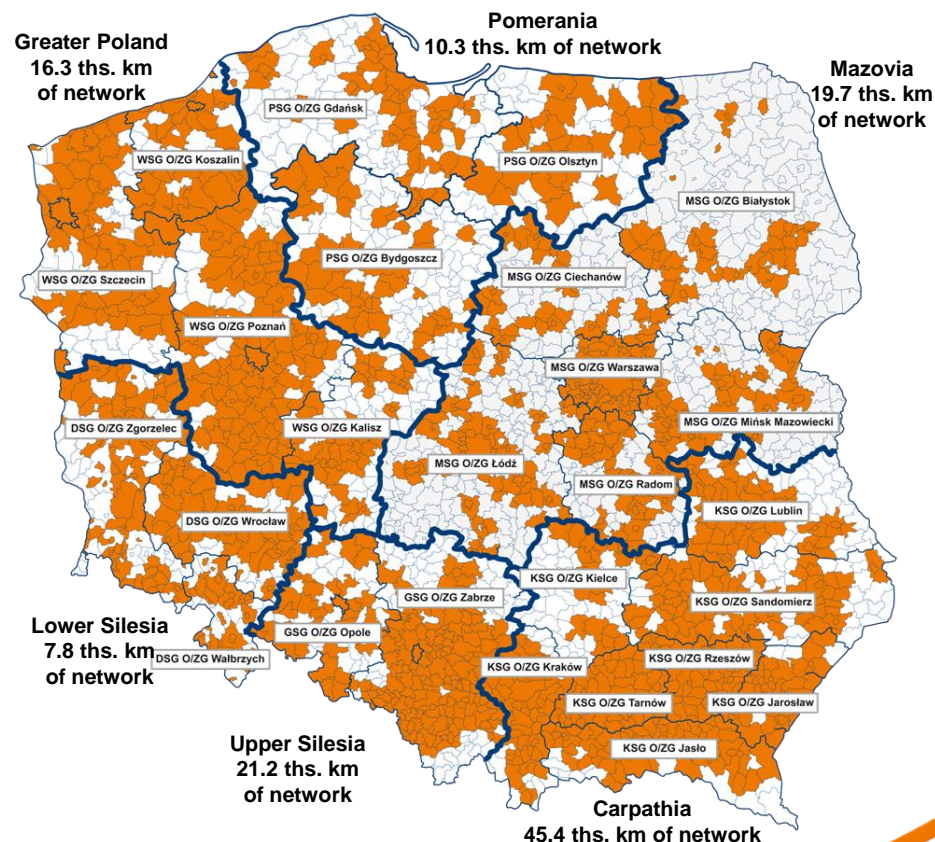 Pomerania
10.3 ths. km of network
Greater Poland
16.3 ths. km
of network
Mazovia
19.7 ths. km
of network
PSG O/ZG Gdańsk
WSG O/ZG Koszalin
PSG O/ZG Olsztyn
MSG O/ZG Białystok
PSG O/ZG Bydgoszcz
MSG O/ZG Ciechanów
WSG O/ZG Szczecin
WSG O/ZG Poznań
MSG O/ZG Warszawa
DSG O/ZG Zgorzelec
WSG O/ZG Kalisz
MSG O/ZG Mińsk Mazowiecki
MSG O/ZG Łódź
MSG O/ZG Radom
DSG O/ZG Wrocław
KSG O/ZG Lublin
KSG O/ZG Kielce
GSG O/ZG Zabrze
KSG O/ZG Sandomierz
GSG O/ZG Opole
Lower Silesia
7.8 ths. km
of network
DSG O/ZG Wałbrzych
KSG O/ZG Rzeszów
KSG O/ZG Kraków
KSG O/ZG Tarnów
KSG O/ZG Jarosław
KSG O/ZG Jasło
Upper Silesia
21.2 ths. km
of network
Carpathia
45.4 ths. km of network